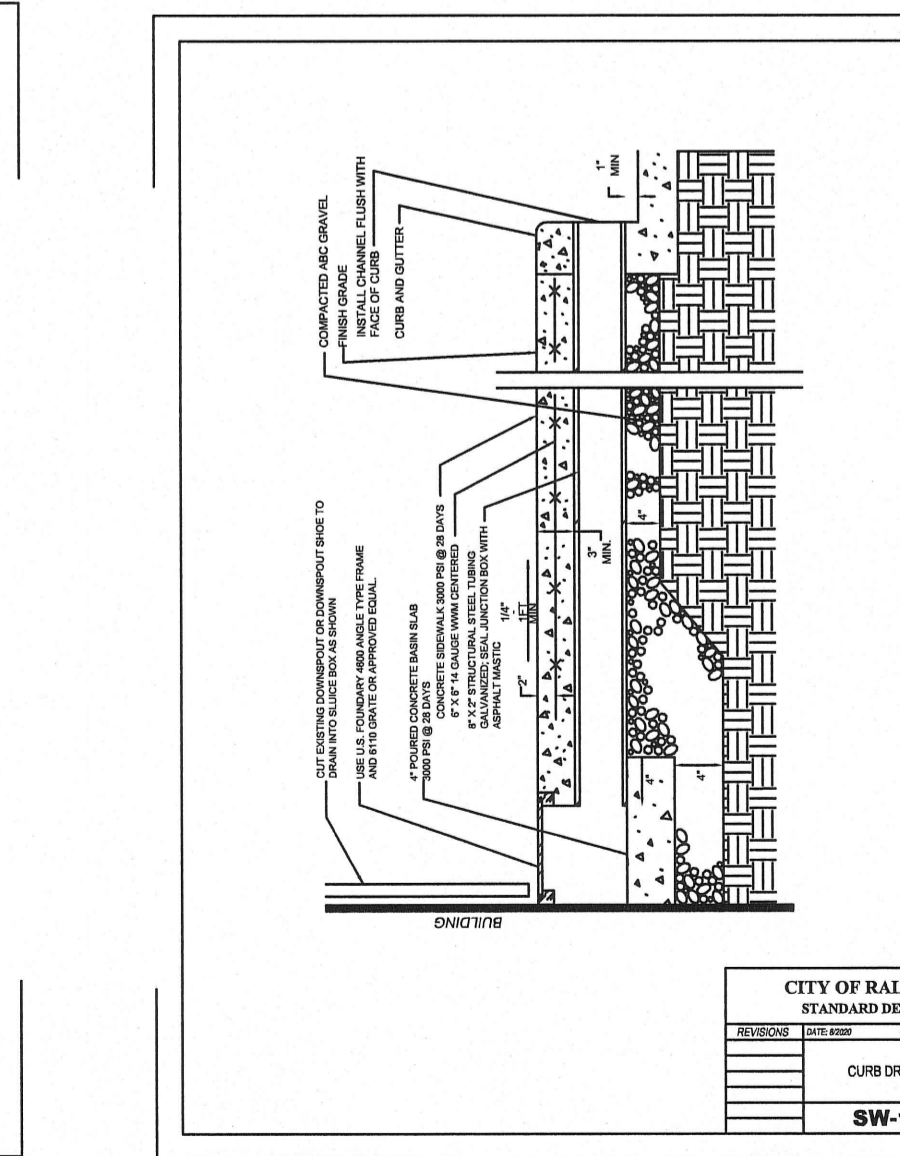 COMPACTED ABC GRAVEL
FINISH GRADE
INSTALL CHANNEL FLUSH WITH
FACE OF CURB
CURB AND GUTTER
1"
MIN
CUT EXISTING DOWNSPOUT OR DOWNSPOUT SHOE TO
DRAIN INTO SLUICE BOX AS SHOWN
USE U.S. FOUNDARY 4600 ANGLE TYPE FRAME
AND 6110 GRATE OR APPROVED EQUAL.
4" POURED CONCRETE BASIN SLAB
3000 PSI @ 28 DAYS
CONCRETE SIDEWALK 3000 PSI @ 28 DAYS
6" X 6" 14 GAUGE WWM CENTERED
8" X 2" STRUCTURAL STEEL TUBING
GALVANIZED; SEAL JUNCTION BOX WITH
ASPHALT MASTIC
1/4"
1FT
MIN
2"
3"
MIN.
4"
4"
4"
BUILDING
CITY OF RAL
STANDARD DE
REVISIONS
DATE: 8/2020
CURB DR
SW-